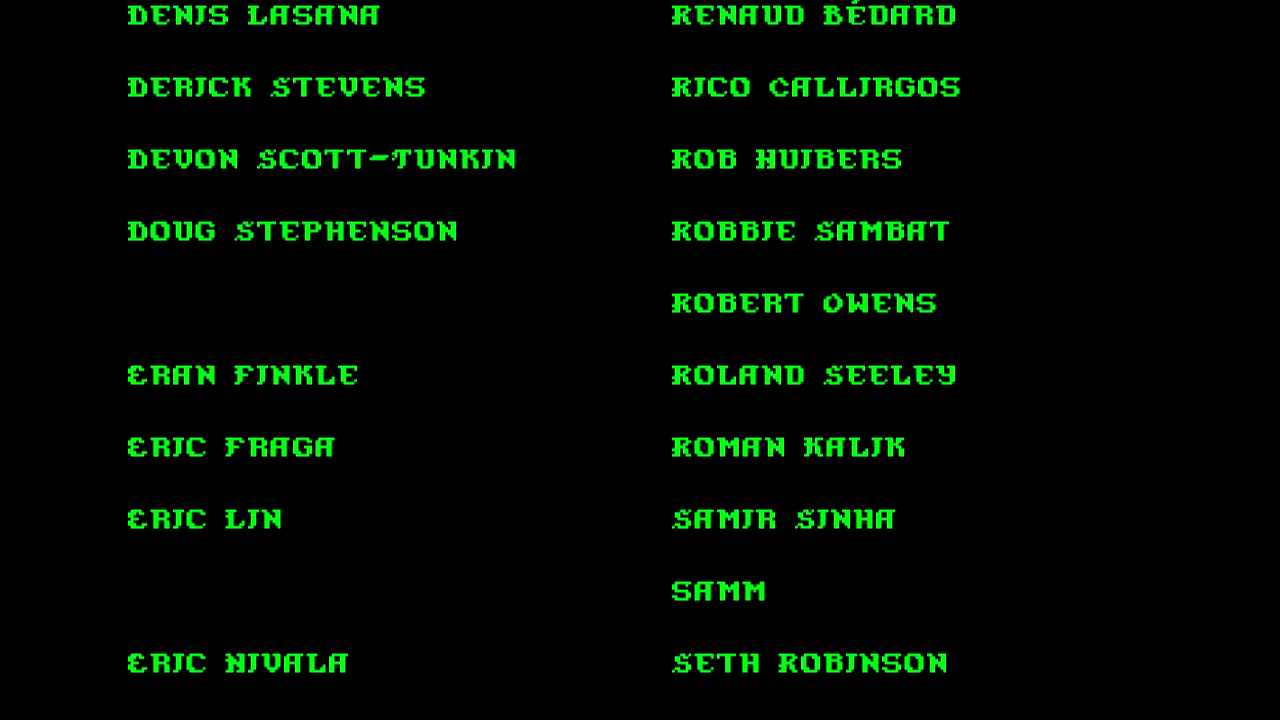 DENIS LASANA
DERICK STEVENS
DEVON SCOTT-TUNKIN
DOUG STEPHENSON
ERAN FINKLE
ERIC FRAGA
ERIC LIN
ERIC NIVALA
RENAUD BÉDARD
RICO CALLIRGOS
ROB HUIBERS
ROBBIE SAMBAT
ROBERT OWENS
ROLAND SEELEY
ROMAN KALIK
SAMIR SINHA
SAMM
SETH ROBINSON